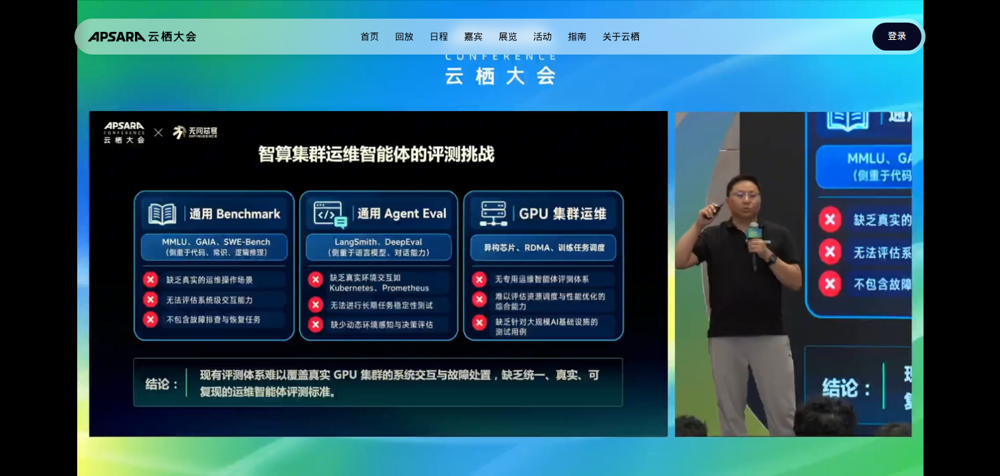 APSARA 云栖大会
首页 回放 日程 嘉宾 展览 活动 指南 关于云栖
登录
CONFERENCE
云栖大会
APSARA
CONFERENCE
云栖大会
无问芯穹
INFINIGENCE
智算集群运维智能体的评测挑战
通用 Benchmark
MMLU、GAIA、SWE-Bench
(侧重于代码、常识、逻辑推理)
缺乏真实的运维操作场景
无法评估系统级交互能力
不包含故障排查与恢复任务
通用 Agent Eval
LangSmith、DeepEval
(侧重于语言模型、对话能力)
缺乏真实环境交互如
Kubernetes、Prometheus
无法进行长期任务稳定性测试
缺少动态环境感知与决策评估
GPU 集群运维
异构芯片、RDMA、训练任务调度
无专用运维智能体评测体系
难以评估资源调度与性能优化的
综合能力
缺乏针对大规模AI基础设施的
测试用例
结论：
现有评测体系难以覆盖真实 GPU 集群的系统交互与故障处置，缺乏统一、真实、可
复现的运维智能体评测标准。
通用
MMLU、GA
(侧重于代码
缺乏真实的
无法评估系
不包含故障
结论：
现
复